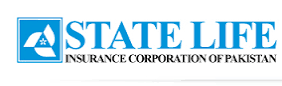 STATE LIFE
INSURANCE CORPORATION OF PAKISTAN